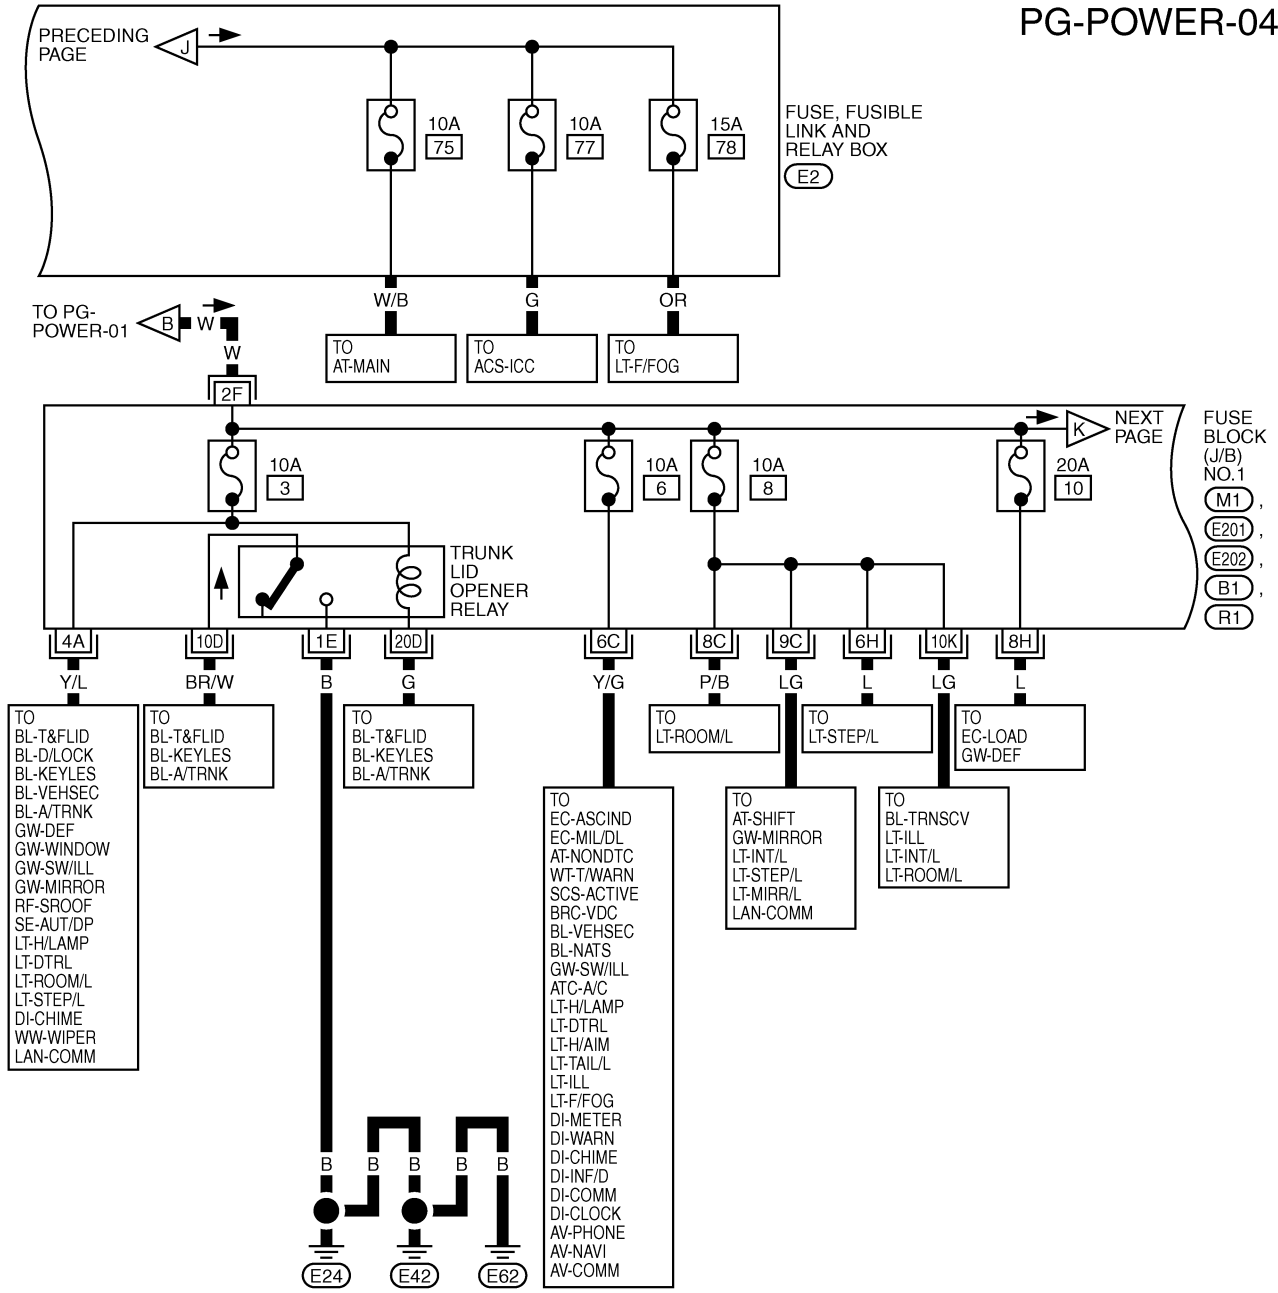 PG-POWER-04
PRECEDING
PAGE
J
10A
75
10A
77
15A
78
FUSE, FUSIBLE
LINK AND
RELAY BOX
E2
W/B
G
OR
TO
AT-MAIN
TO
ACS-ICC
TO
LT-F/FOG
TO PG-
POWER-01
B
W
W
2F
K
NEXT
PAGE
10A
3
10A
6
10A
8
20A
10
FUSE
BLOCK
(J/B)
NO.1
M1 ,
E201 ,
E202 ,
B1 ,
R1
TRUNK
LID
OPENER
RELAY
4A
10D
1E
20D
6C
8C
9C
6H
10K
8H
Y/L
BR/W
B
G
Y/G
P/B
LG
L
LG
L
TO
BL-T&FLID
BL-D/LOCK
BL-KEYLES
BL-VEHSEC
BL-A/TRNK
GW-DEF
GW-WINDOW
GW-SW/ILL
GW-MIRROR
RF-SROOF
SE-AUT/DP
LT-H/LAMP
LT-DTRL
LT-ROOM/L
LT-STEP/L
DI-CHIME
WW-WIPER
LAN-COMM
TO
BL-T&FLID
BL-KEYLES
BL-A/TRNK
TO
BL-T&FLID
BL-KEYLES
BL-A/TRNK
TO
EC-ASCIND
EC-MIL/DL
AT-NONDTC
WT-T/WARN
SCS-ACTIVE
BRC-VDC
BL-VEHSEC
BL-NATS
GW-SW/ILL
ATC-A/C
LT-H/LAMP
LT-DTRL
LT-H/AIM
LT-TAIL/L
LT-ILL
LT-F/FOG
DI-METER
DI-WARN
DI-CHIME
DI-INF/D
DI-COMM
DI-CLOCK
AV-PHONE
AV-NAVI
AV-COMM
TO
LT-ROOM/L
TO
AT-SHIFT
GW-MIRROR
LT-INT/L
LT-STEP/L
LT-MIRR/L
LAN-COMM
TO
LT-STEP/L
TO
BL-TRNSCV
LT-ILL
LT-INT/L
LT-ROOM/L
TO
EC-LOAD
GW-DEF
B
B
B
B
B
E24
E42
E62